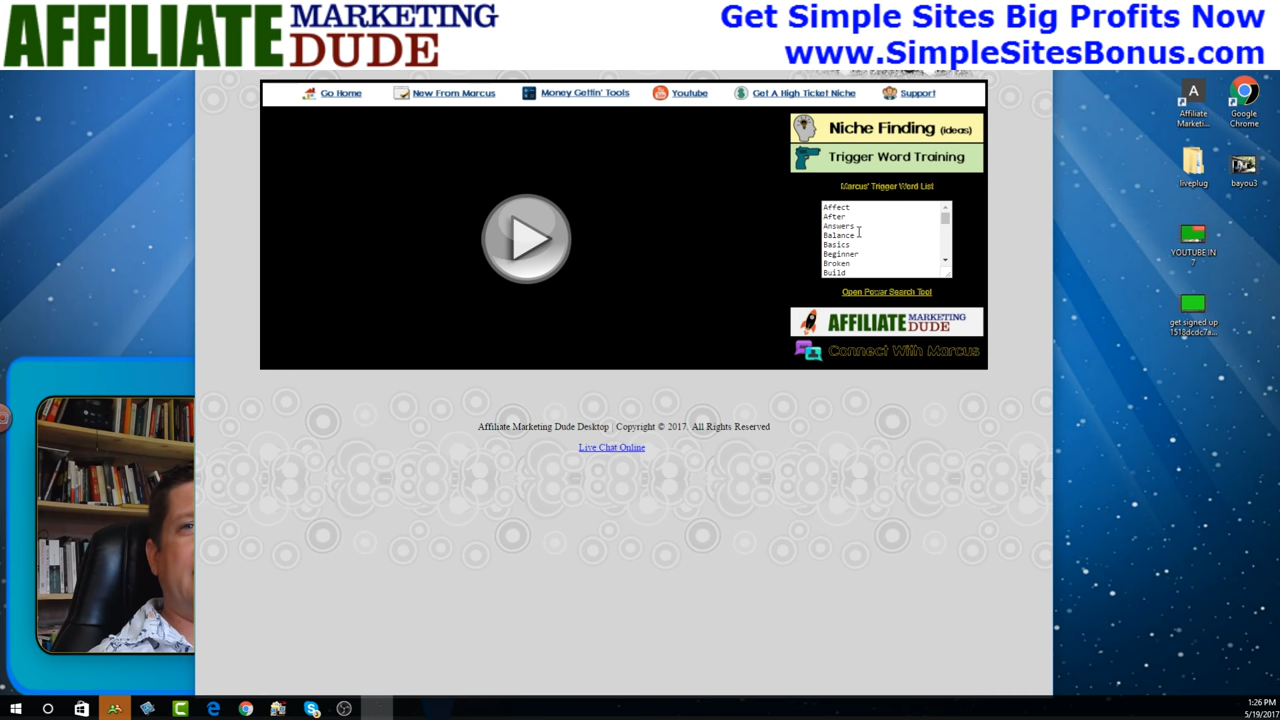 AFFILIATE MARKETING DUDE
Get Simple Sites Big Profits Now
www.SimpleSitesBonus.com
Go Home
New From Marcus
Money Gettin' Tools
Youtube
Get A High Ticket Niche
Support
Niche Finding (ideas)
Trigger Word Training
Marcus' Trigger Word List
Affect
After
Answers
Balance
Basics
Beginner
Broken
Build
Open Power Search Tool
AFFILIATE MARKETING DUDE
Connect With Marcus
Affiliate Marketing Dude Desktop | Copyright © 2017, All Rights Reserved
Live Chat Online
A
Affiliate Marketi...
Google Chrome
liveplug
bayou3
YOUTUBE IN 7
get signed up 1518dcdc7a...
1:26 PM
5/19/2017